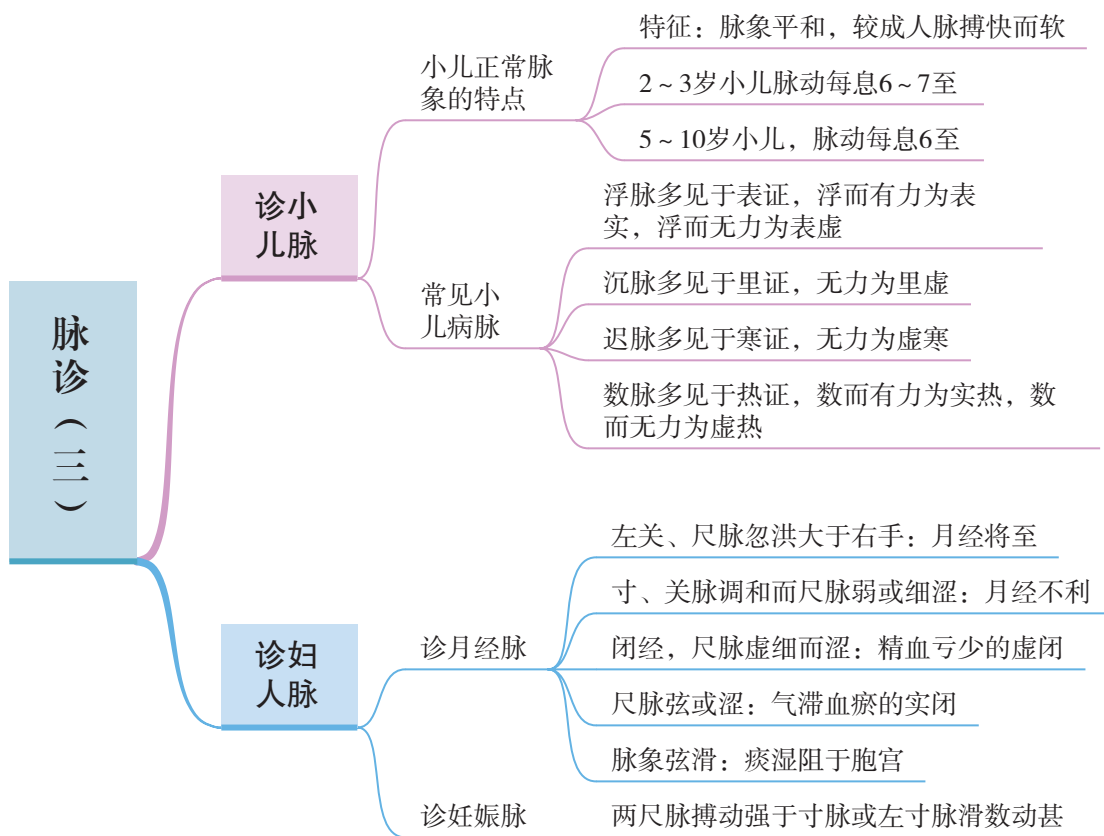 脉诊（三）
诊小
儿脉
小儿正常脉
象的特点
特征：脉象平和，较成人脉搏快而软
2～3岁小儿脉动每息6～7至
5～10岁小儿，脉动每息6至
常见小
儿病脉
浮脉多见于表证，浮而有力为表
实，浮而无力为表虚
沉脉多见于里证，无力为里虚
迟脉多见于寒证，无力为虚寒
数脉多见于热证，数而有力为实热，数
而无力为虚热
诊妇
人脉
诊月经脉
左关、尺脉忽洪大于右手：月经将至
寸、关脉调和而尺脉弱或细涩：月经不利
闭经，尺脉虚细而涩：精血亏少的虚闭
尺脉弦或涩：气滞血瘀的实闭
脉象弦滑：痰湿阻于胞宫
诊妊娠脉
两尺脉搏动强于寸脉或左寸脉滑数动甚